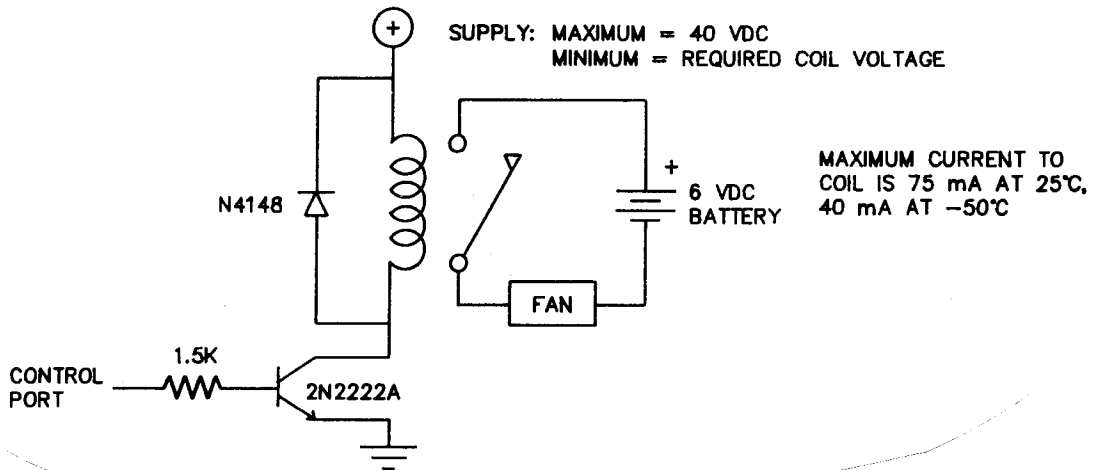 +
SUPPLY: MAXIMUM = 40 VDC
MINIMUM = REQUIRED COIL VOLTAGE
MAXIMUM CURRENT TO
COIL IS 75 mA AT 25°C,
40 mA AT -50°C
+
6 VDC
BATTERY
N4148
FAN
1.5K
CONTROL
PORT
2N2222A